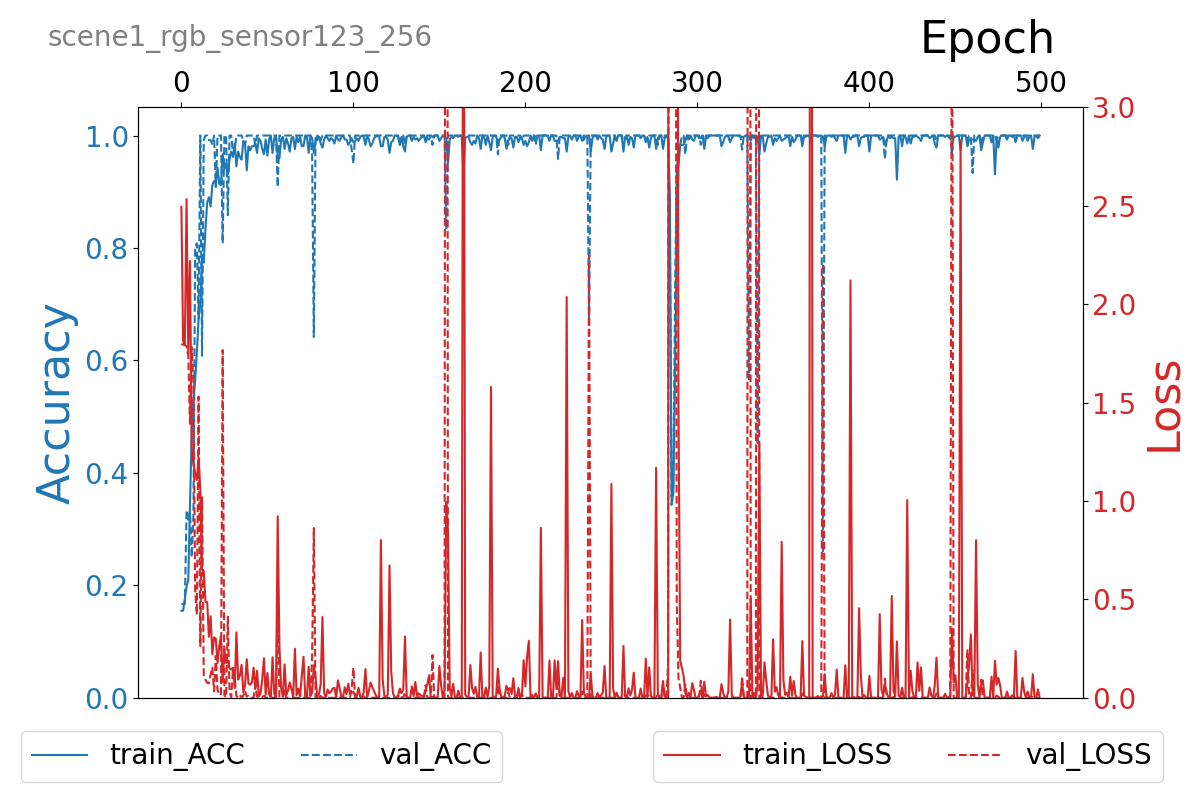 scene1_rgb_sensor123_256
Epoch
0 100 200 300 400 500
1.0
0.8
0.6
0.4
0.2
0.0
Accuracy
3.0
2.5
2.0
1.5
1.0
0.5
0.0
Loss
train_ACC val_ACC
train_LOSS val_LOSS